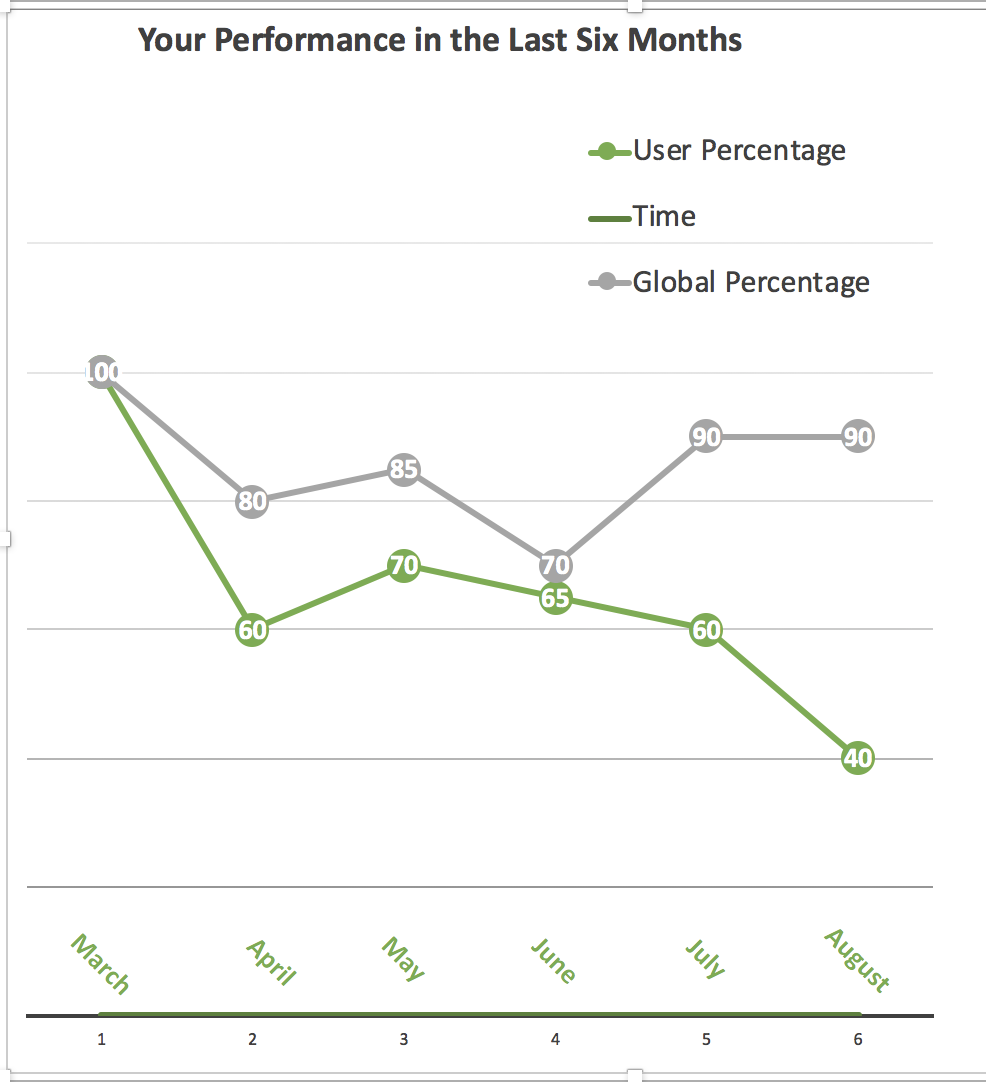 Your Performance in the Last Six Months
User Percentage
Time
Global Percentage
100
90
90
85
80
70
70
65
60
60
40
March
April
May
June
July
August
1
2
3
4
5
6